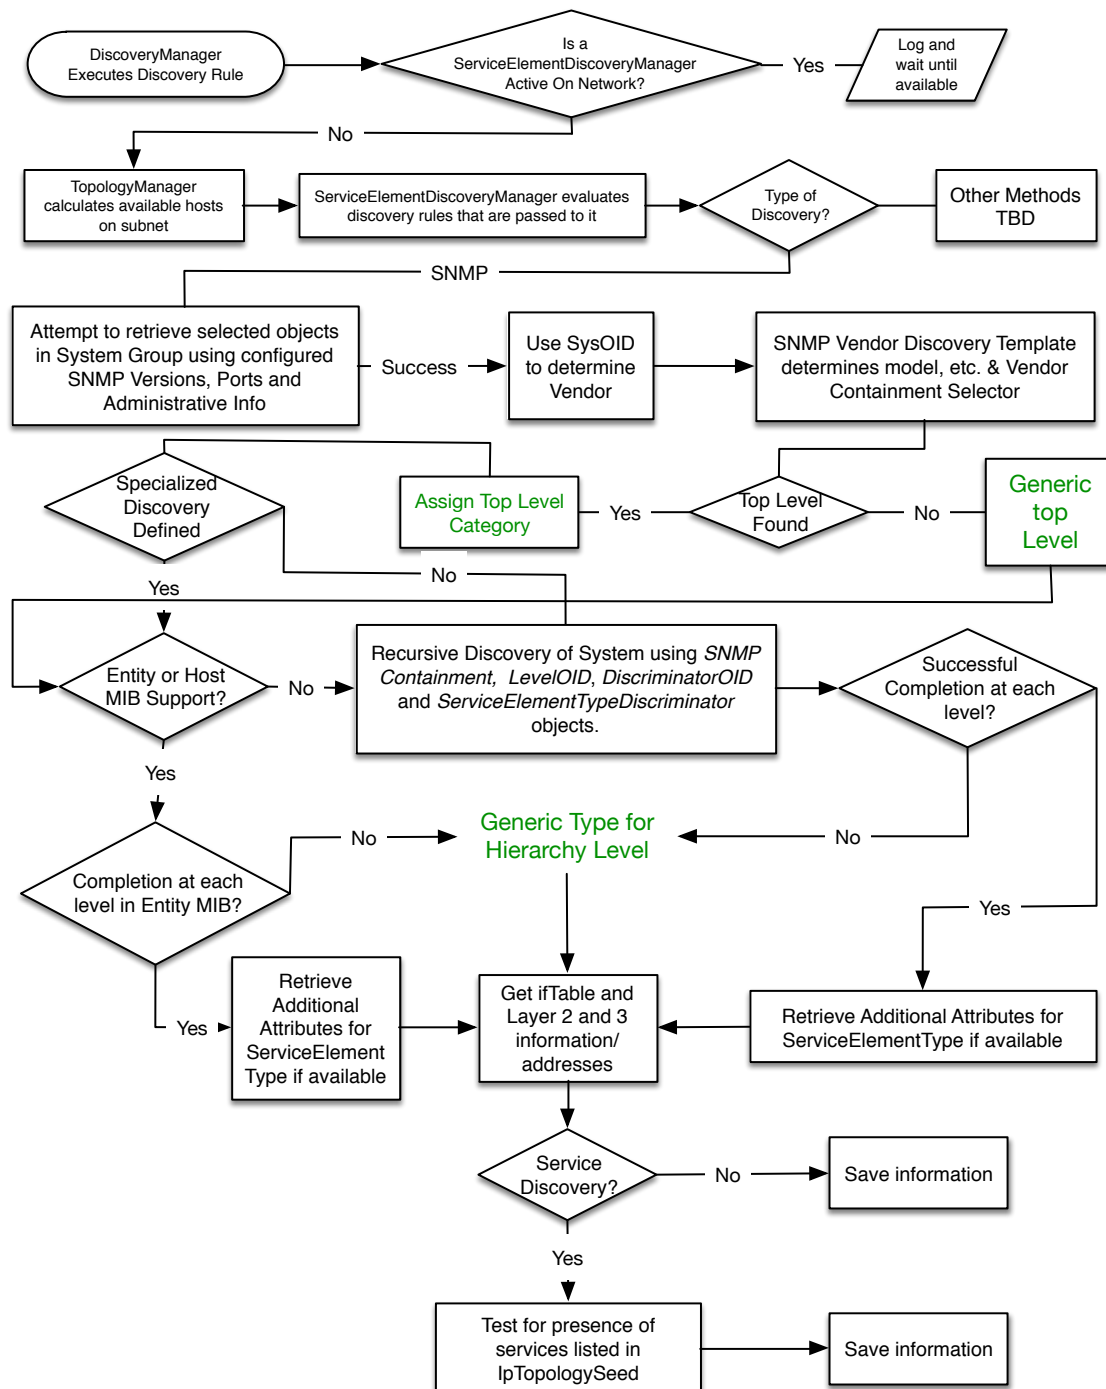 DiscoveryManager
Executes Discovery Rule
Is a
ServiceElementDiscoveryManager
Active On Network?
Yes
Log and
wait until
available
No
TopologyManager
calculates available hosts
on subnet
ServiceElementDiscoveryManager evaluates
discovery rules that are passed to it
Type of
Discovery?
Other Methods
TBD
SNMP
Attempt to retrieve selected objects
in System Group using configured
SNMP Versions, Ports and
Administrative Info
Success
Use SysOID
to determine
Vendor
SNMP Vendor Discovery Template
determines model, etc. & Vendor
Containment Selector
Specialized
Discovery
Defined
Assign Top Level
Category
Yes
Top Level
Found
No
Generic
top
Level
No
Yes
Entity or Host
MIB Support?
No
Recursive Discovery of System using SNMP
Containment, LevelOID, DiscriminatorOID
and ServiceElementTypeDiscriminator
objects.
Successful
Completion at each
level?
Yes
No
Generic Type for
Hierarchy Level
No
Completion at each
level in Entity MIB?
Yes
Yes
Retrieve
Additional
Attributes for
ServiceElement
Type if available
Get ifTable and
Layer 2 and 3
information/
addresses
Retrieve Additional Attributes for
ServiceElementType if available
Service
Discovery?
No
Save information
Yes
Test for presence of
services listed in
IpTopologySeed
Save information